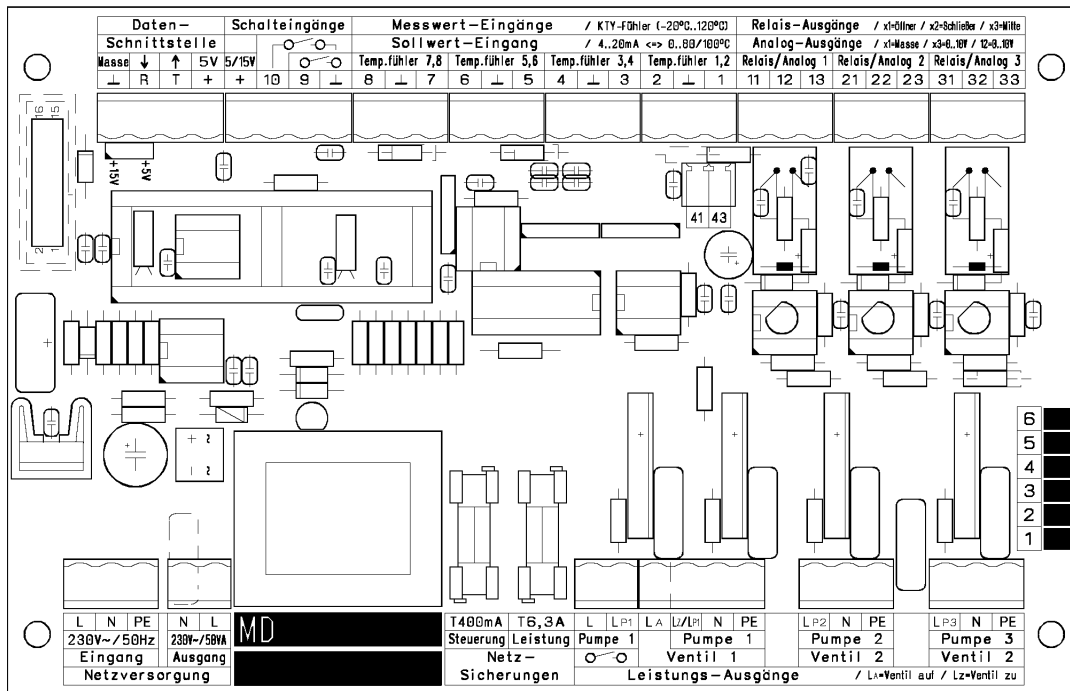 Daten- Schalteingänge Messwert-Eingänge / KTY-Fühler (-20°C..120°C) Relais-Ausgänge / x1=Öffner / x2=Schließer / x3=Mitte
Schnittstelle Sollwert-Eingang / 4..20mA <=> 0..80/100°C Analog-Ausgänge / x1=Masse / x3=0..10V / 12=0..10V
Masse ↓ ↑ 5V 5/15V Temp.fühler 7,8 Temp.fühler 5,6 Temp.fühler 3,4 Temp.fühler 1,2 Relais/Analog 1 Relais/Analog 2 Relais/Analog 3
⊥ R T + + 10 9 ⊥ 8 ⊥ 7 6 ⊥ 5 4 ⊥ 3 2 ⊥ 1 11 12 13 21 22 23 31 32 33
16 15
+15V +5V
41 43
2 1
6
5
4
3
2
1
L N PE N L MD T400mA T6,3A L LP1 LA LZ/LP1 N PE LP2 N PE LP3 N PE
230V~/50Hz 230V~/50VA Steuerung Leistung Pumpe 1 Pumpe 1 Pumpe 2 Pumpe 3
Eingang Ausgang Netz- Ventil 1 Ventil 2 Ventil 2
Netzversorgung Sicherungen Leistungs-Ausgänge / LA=Ventil auf / LZ=Ventil zu